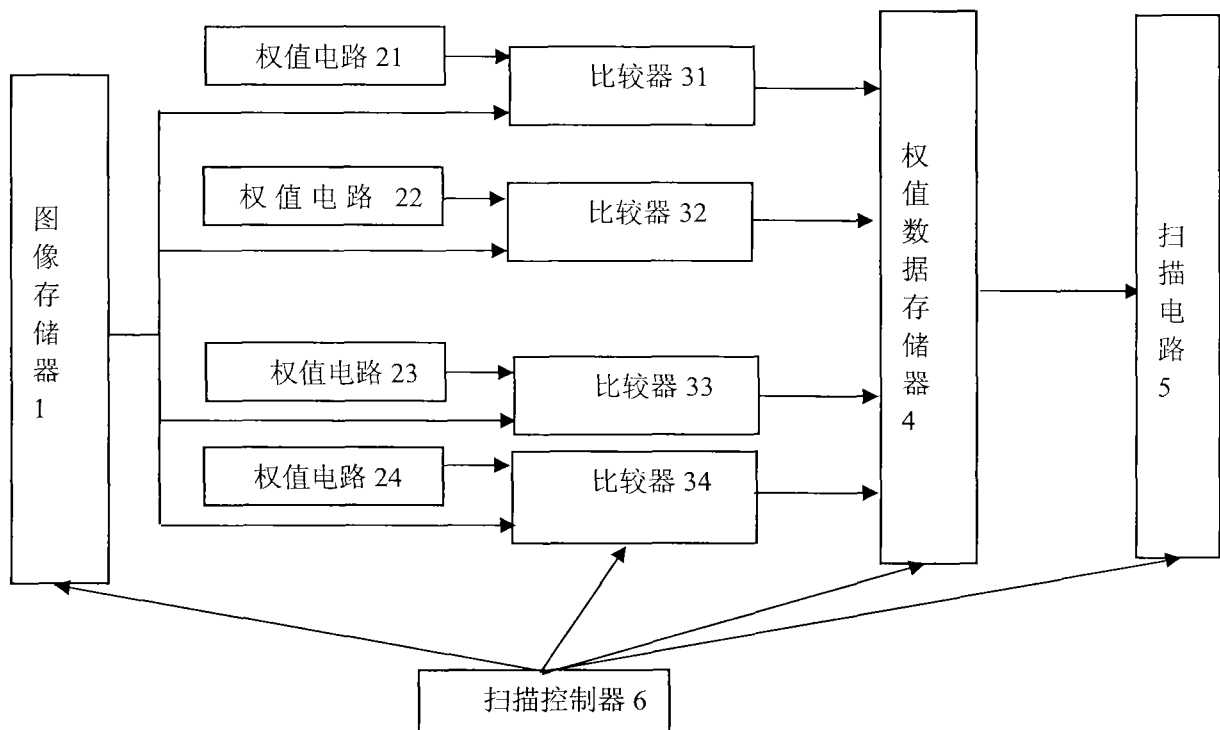 权值电路 21
比较器 31
权值电路 22
比较器 32
图像存储器 1
权值数据存储器 4
扫描电路 5
权值电路 23
比较器 33
权值电路 24
比较器 34
扫描控制器 6